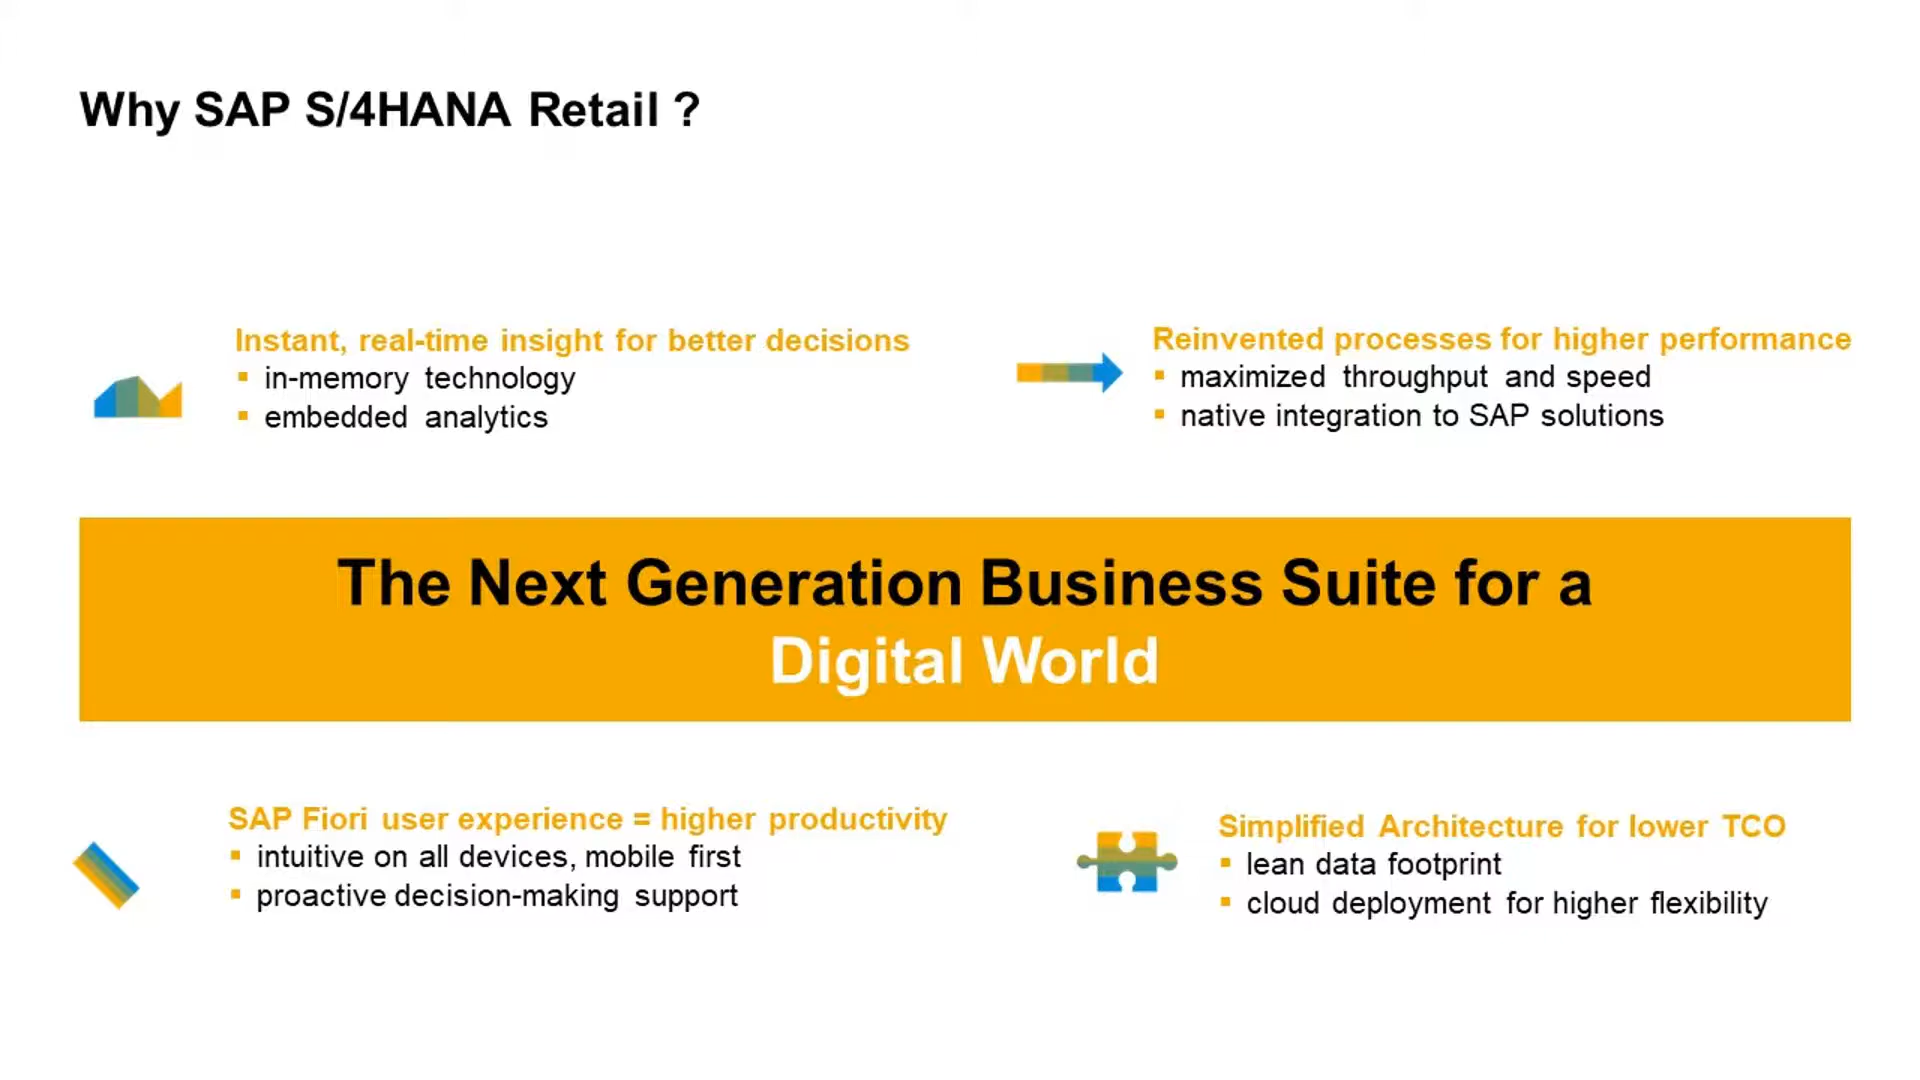 Why SAP S/4HANA Retail ?
Instant, real-time insight for better decisions
▪ in-memory technology
▪ embedded analytics
Reinvented processes for higher performance
▪ maximized throughput and speed
▪ native integration to SAP solutions
The Next Generation Business Suite for a
Digital World
SAP Fiori user experience = higher productivity
▪ intuitive on all devices, mobile first
▪ proactive decision-making support
Simplified Architecture for lower TCO
▪ lean data footprint
▪ cloud deployment for higher flexibility